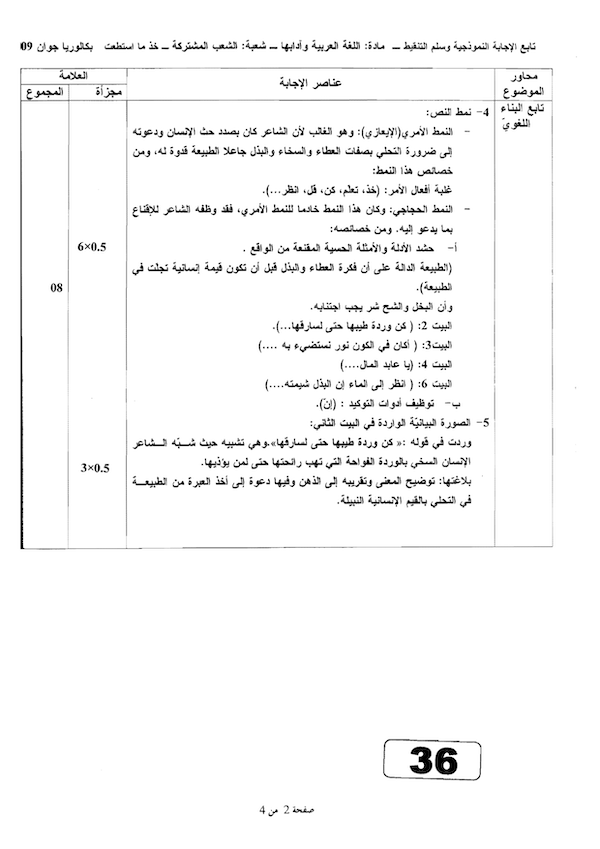 تابع الإجابة النموذجية وسلم التنقيط ــ مادة: اللغة العربية وآدابها ــ شعبة: الشعب المشتركة ــ خذ ما استطعت بكالوريا جوان 09
محاور الموضوع
عناصر الإجابة
العلامة
مجزأة
المجموع
تابع البناء
اللغويّ
4- نمط النص:
- النمط الأمري(الإيعازي): وهو الغالب لأن الشاعر كان بصدد حث الإنسان ودعوته
إلى ضرورة التحلي بصفات العطاء والسخاء والبذل جاعلا الطبيعة قدوة له، ومن
خصائص هذا النمط:
غلبة أفعال الأمر: (خذ، تعلم، كن، قل، انظر...).
- النمط الحجاجي: وكان هذا النمط خادما للنمط الأمري، فقد وظفه الشاعر للإقناع
بما يدعو إليه. ومن خصائصه:
أ- حشد الأدلة والأمثلة الحسية المقنعة من الواقع .
(الطبيعة الدالة على أن فكرة العطاء والبذل قبل أن تكون قيمة إنسانية تجلت في
الطبيعة).
وأن البخل والشح شر يجب اجتنابه.
البيت 2: ( كن وردة طيبها حتى لسارقها...).
البيت3: ( أكان في الكون نور نستضيء به ....)
البيت 4: (يا عابد المال....)
البيت 6: ( انظر إلى الماء إن البذل شيمته....)
ب- توظيف أدوات التوكيد : (إنّ).
6×0.5
08
5- الصورة البيانيّة الواردة في البيت الثاني:
وردت في قوله :« كن وردة طيبها حتى لسارقها».وهي تشبيه حيث شـبّه الـشاعر
الإنسان السخي بالوردة الفواحة التي تهب رائحتها حتى لمن يؤذيها.
بلاغتها: توضيح المعنى وتقريبه إلى الذهن وفيها دعوة إلى أخذ العبرة من الطبيعـة
في التحلي بالقيم الإنسانية النبيلة.
3×0.5
36
صفحة 2 من 4